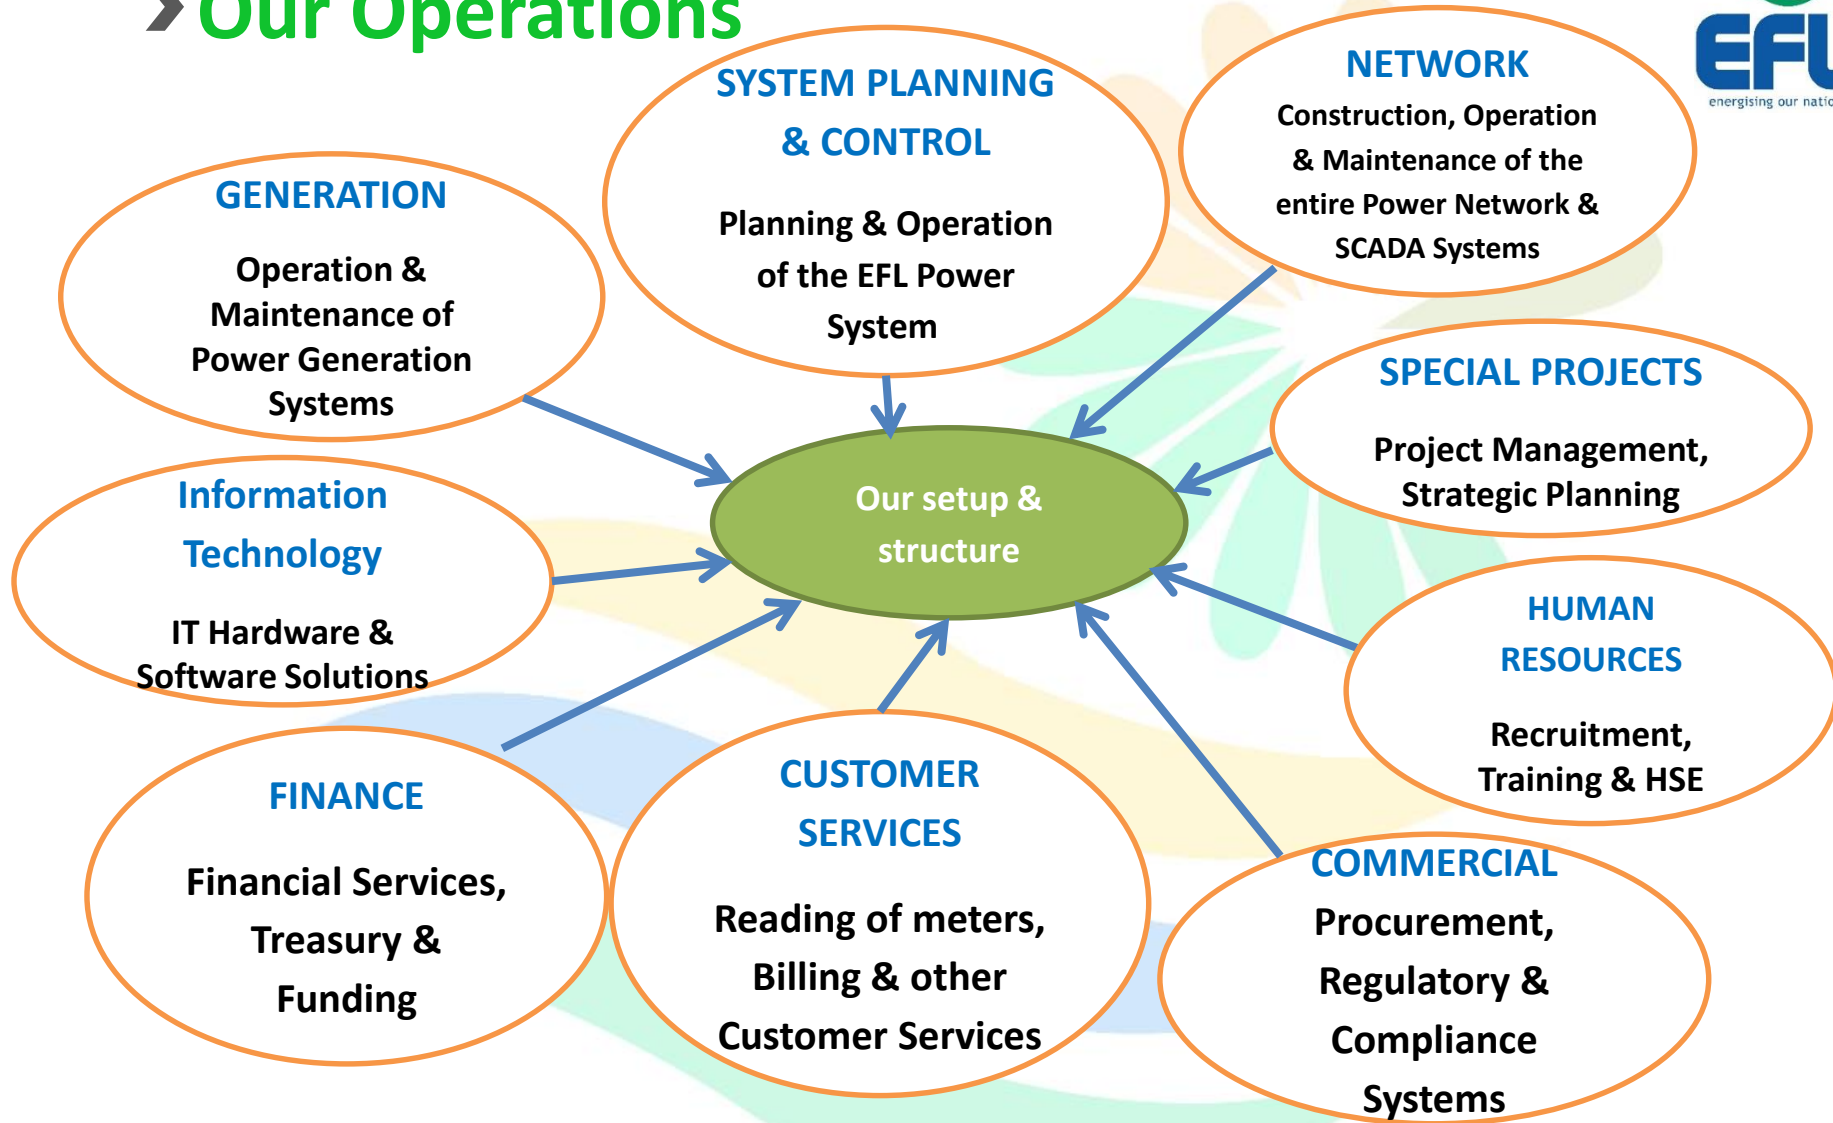 Our Operations
EFL
energising our natio
SYSTEM PLANNING
& CONTROL
Planning & Operation
of the EFL Power
System
NETWORK
Construction, Operation
& Maintenance of the
entire Power Network &
SCADA Systems
GENERATION
Operation &
Maintenance of
Power Generation
Systems
SPECIAL PROJECTS
Project Management,
Strategic Planning
Our setup &
structure
Information
Technology
IT Hardware &
Software Solutions
HUMAN
RESOURCES
Recruitment,
Training & HSE
FINANCE
Financial Services,
Treasury &
Funding
CUSTOMER
SERVICES
Reading of meters,
Billing & other
Customer Services
COMMERCIAL
Procurement,
Regulatory &
Compliance
Systems